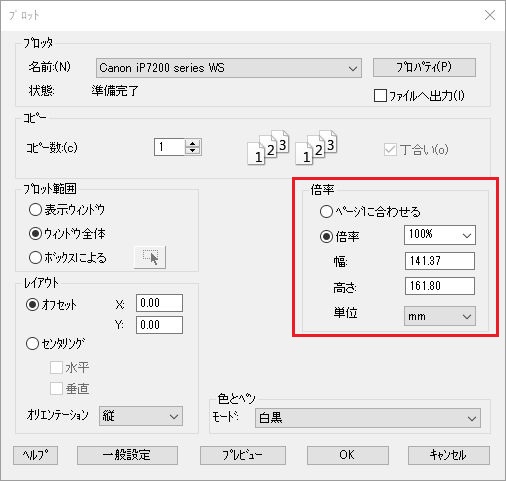 プロット
プロッタ
名前:(N) Canon iP7200 series WS プロパティ(P)
状態: 準備完了 ファイルへ出力(I)
コピー
コピー数:(c) 1 1 2 3 1 2 3 丁合い(o)
プロット範囲
表示ウィンドウ
ウィンドウ全体
ボックスによる
倍率
ページに合わせる
倍率 100%
幅: 141.37
高さ: 161.80
単位 mm
レイアウト
オフセット X: 0.00
Y: 0.00
センタリング
水平
垂直
オリエンテーション 縦
色とペン
モード: 白黒
ヘルプ 一般設定 プレビュー OK キャンセル